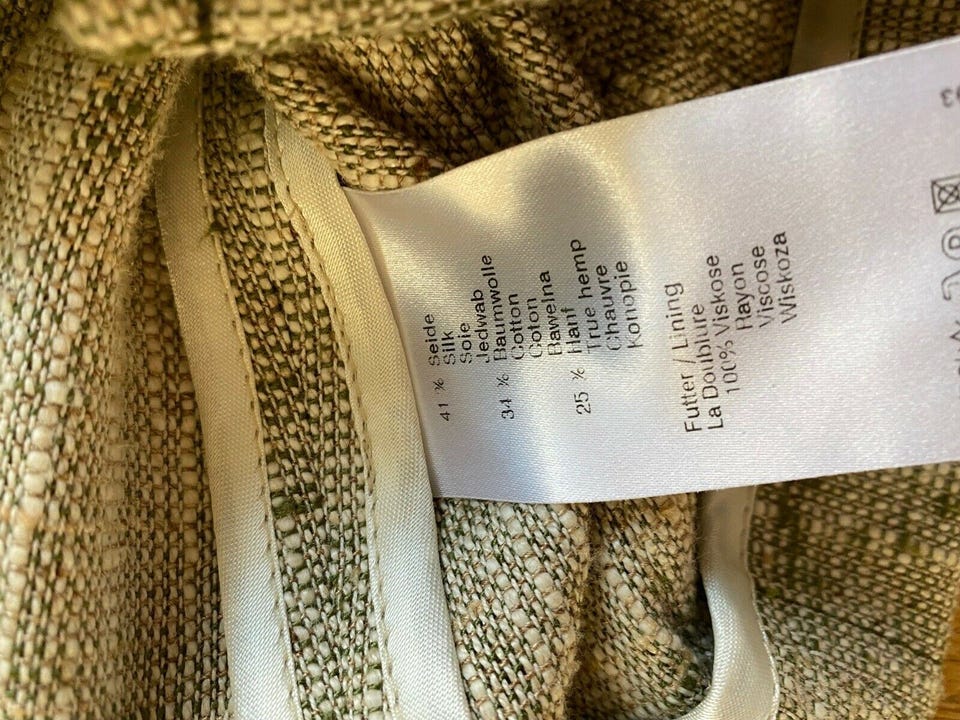 41 % Seide
Silk
Soie
Jedwab
34 % Baumwolle
Cotton
Coton
Bawełna
25 % Hanf
True hemp
Chauvre
Konopie
Futter / Lining
La Doublure
100% Viskose
Rayon
Viscose
Wiskoza